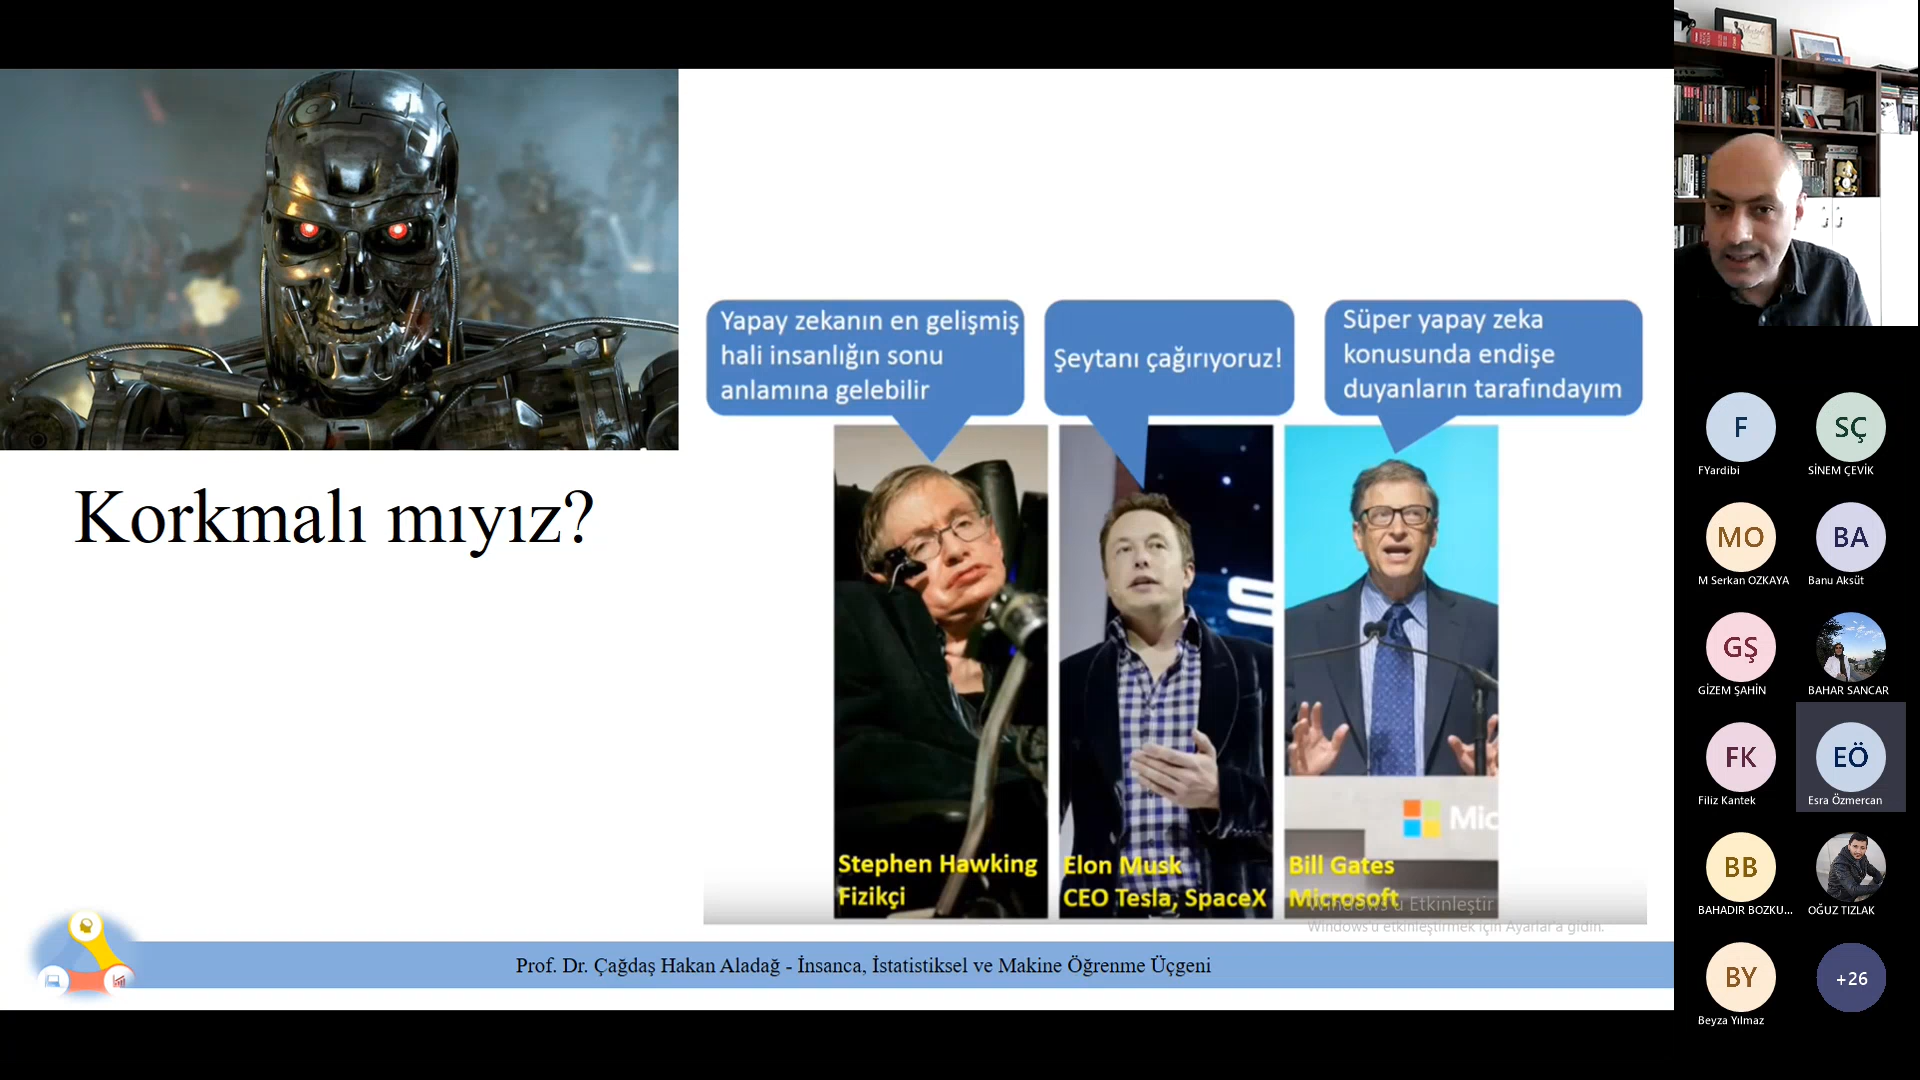 Yapay zekanın en gelişmiş
hali insanlığın sonu
anlamına gelebilir
Şeytanı çağırıyoruz!
Süper yapay zeka
konusunda endişe
duyanların tarafındayım
Korkmalı mıyız?
Stephen Hawking
Fizikçi
Elon Musk
CEO Tesla, SpaceX
Mic
Bill Gates
Microsoft
Windows'u Etkinleştir
Windows'u etkinleştirmek için Ayarlar'a gidin.
Prof. Dr. Çağdaş Hakan Aladağ - İnsanca, İstatistiksel ve Makine Öğrenme Üçgeni
F
FYardibi
SÇ
SİNEM ÇEVİK
MO
M Serkan OZKAYA
BA
Banu Aksüt
GŞ
GİZEM ŞAHİN
BAHAR SANCAR
FK
Filiz Kantek
EÖ
Esra Özmercan
BB
BAHADIR BOZKU...
OĞUZ TIZLAK
BY
Beyza Yılmaz
+26